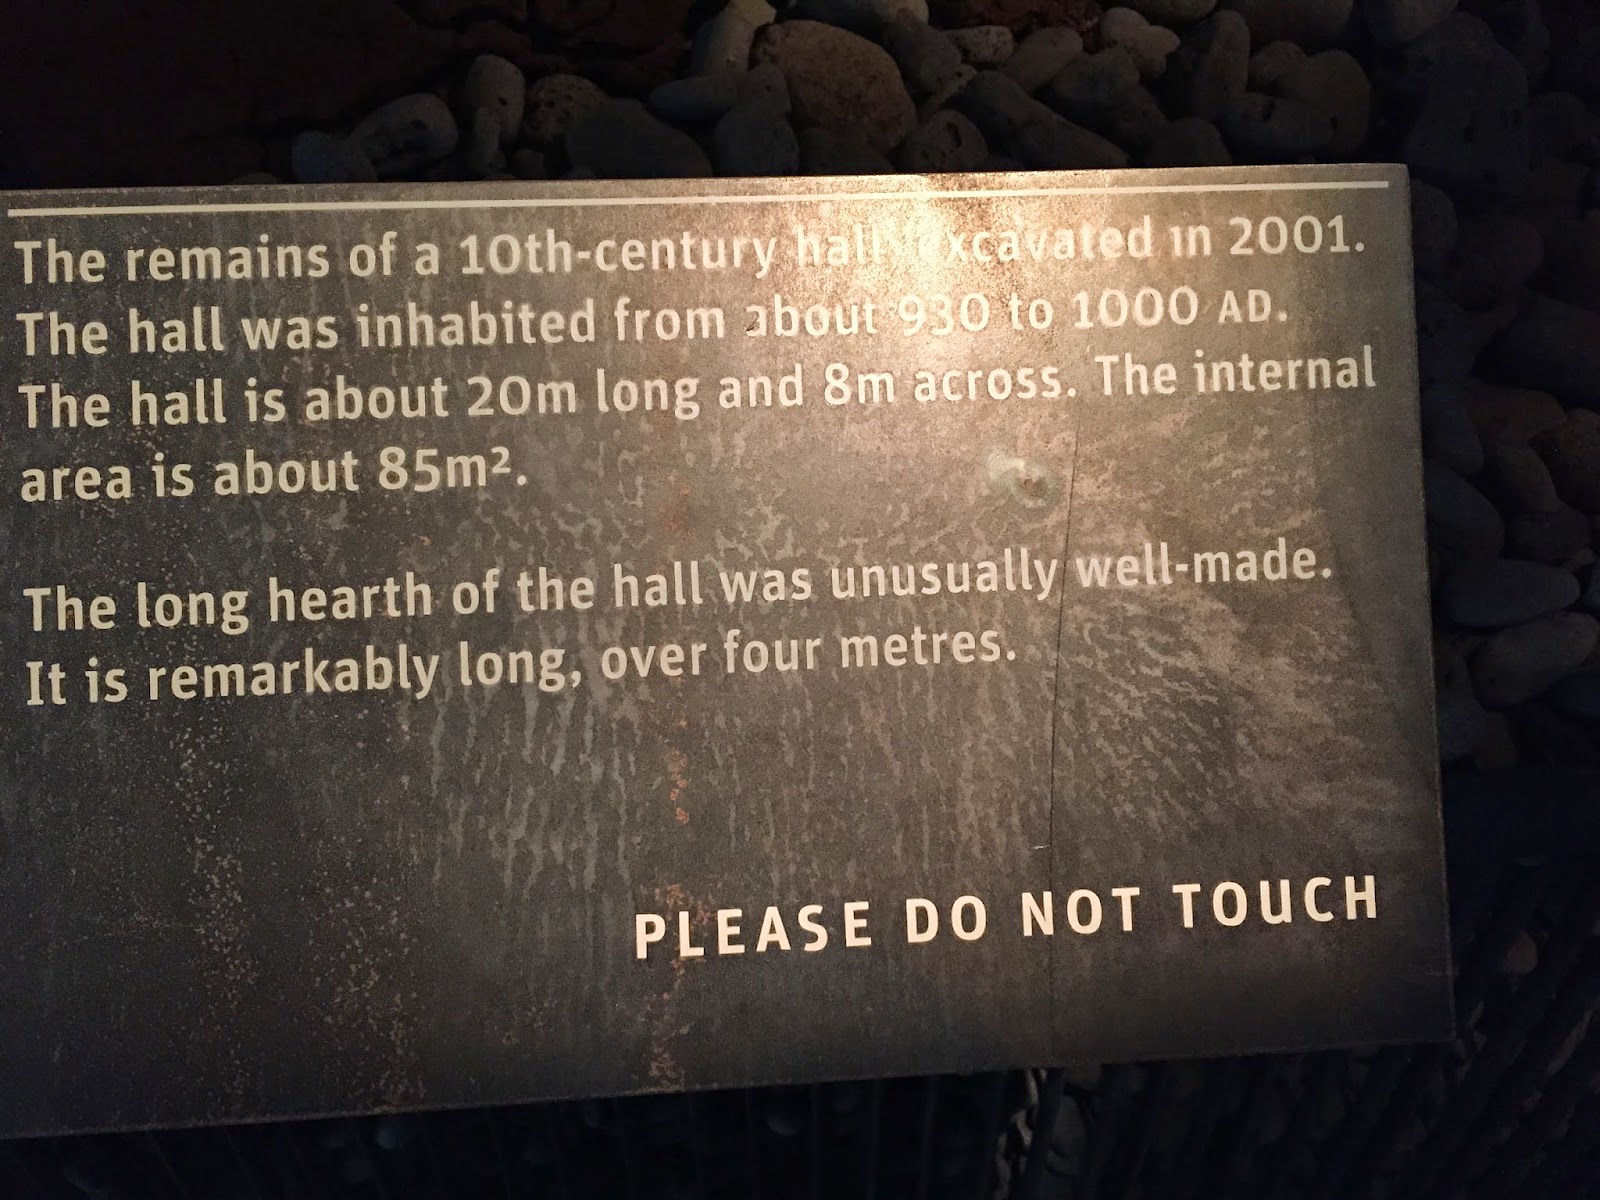 The remains of a 10th-century hall excavated in 2001.
The hall was inhabited from about 930 to 1000 AD.
The hall is about 20m long and 8m across. The internal
area is about 85m².
The long hearth of the hall was unusually well-made.
It is remarkably long, over four metres.
PLEASE DO NOT TOUCH